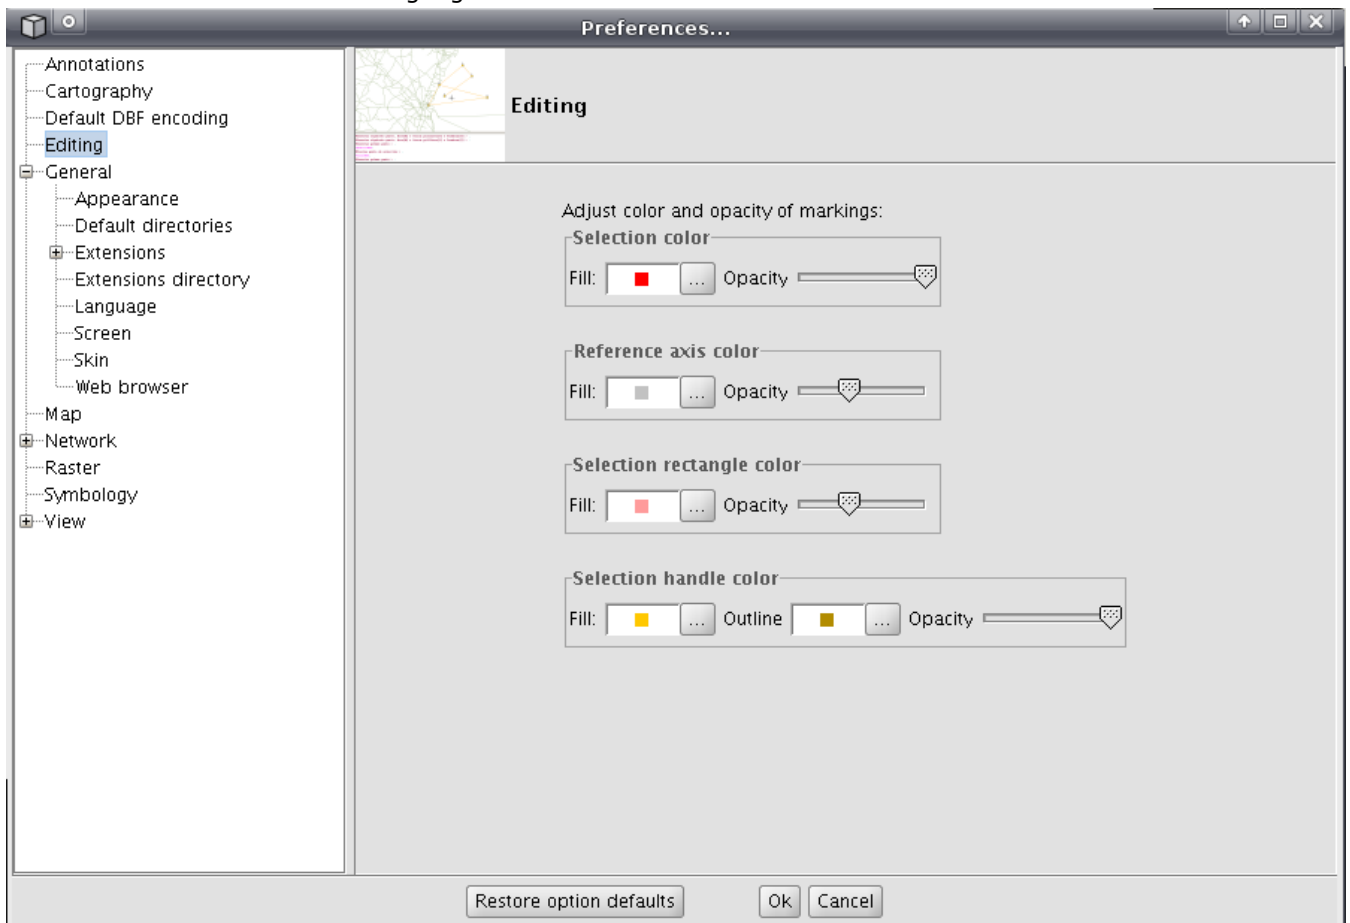 Preferences...
Annotations
Cartography
Default DBF encoding
Editing
General
Appearance
Default directories
Extensions
Extensions directory
Language
Screen
Skin
Web browser
Map
Network
Raster
Symbology
View
Editing
Adjust color and opacity of markings:
Selection color
Fill: ... Opacity
Reference axis color
Fill: ... Opacity
Selection rectangle color
Fill: ... Opacity
Selection handle color
Fill: ... Outline ... Opacity
Restore option defaults Ok Cancel